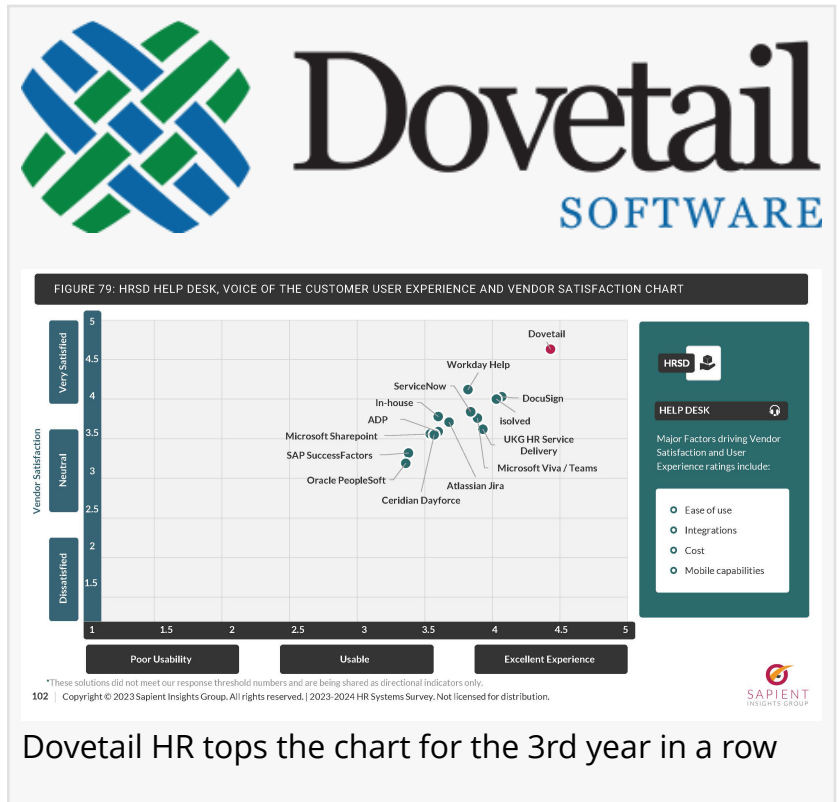 Dovetail
SOFTWARE
FIGURE 79: HRSD HELP DESK, VOICE OF THE CUSTOMER USER EXPERIENCE AND VENDOR SATISFACTION CHART
Vendor Satisfaction
Very Satisfied
Neutral
Dissatisfied
5
4.5
4
3.5
3
2.5
2
1.5
Dovetail
Workday Help
ServiceNow
DocuSign
In-house
isolved
ADP
Microsoft Sharepoint
UKG HR Service
Delivery
SAP SuccessFactors
Microsoft Viva / Teams
Oracle PeopleSoft
Atlassian Jira
Ceridian Dayforce
1 1.5 2 2.5 3 3.5 4 4.5 5
Poor Usability Usable Excellent Experience
HRSD
HELP DESK
Major Factors driving Vendor
Satisfaction and User
Experience ratings include:
Ease of use
Integrations
Cost
Mobile capabilities
*These solutions did not meet our response threshold numbers and are being shared as directional indicators only.
102 | Copyright © 2023 Sapient Insights Group. All rights reserved. | 2023-2024 HR Systems Survey. Not licensed for distribution.
SAPIENT
INSIGHTS GROUP
Dovetail HR tops the chart for the 3rd year in a row